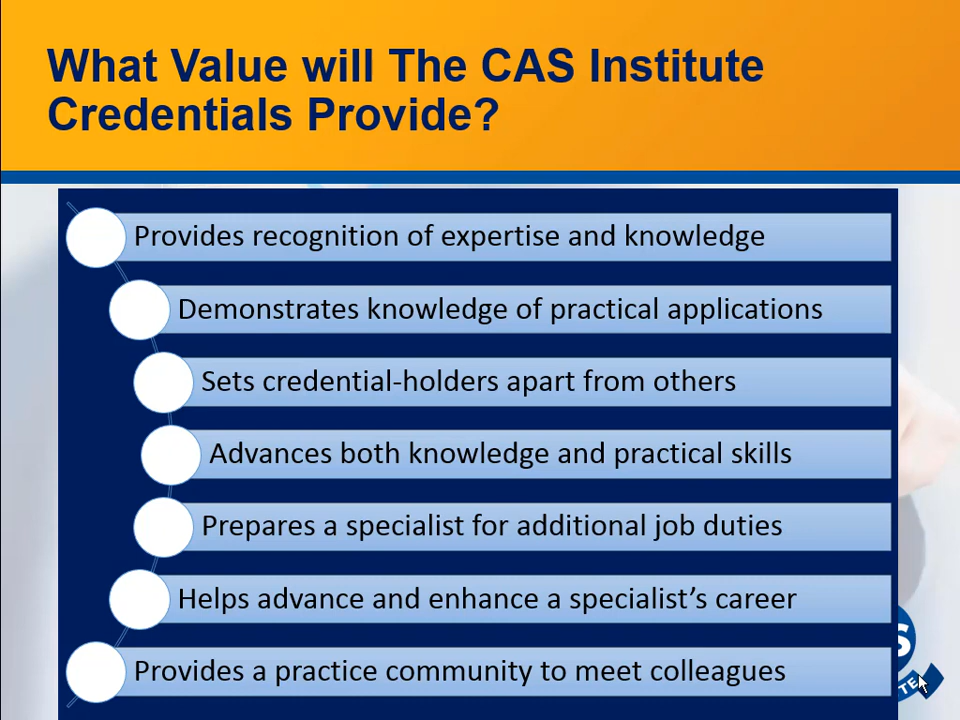 What Value will The CAS Institute
Credentials Provide?
Provides recognition of expertise and knowledge
Demonstrates knowledge of practical applications
Sets credential-holders apart from others
Advances both knowledge and practical skills
Prepares a specialist for additional job duties
Helps advance and enhance a specialist’s career
Provides a practice community to meet colleagues